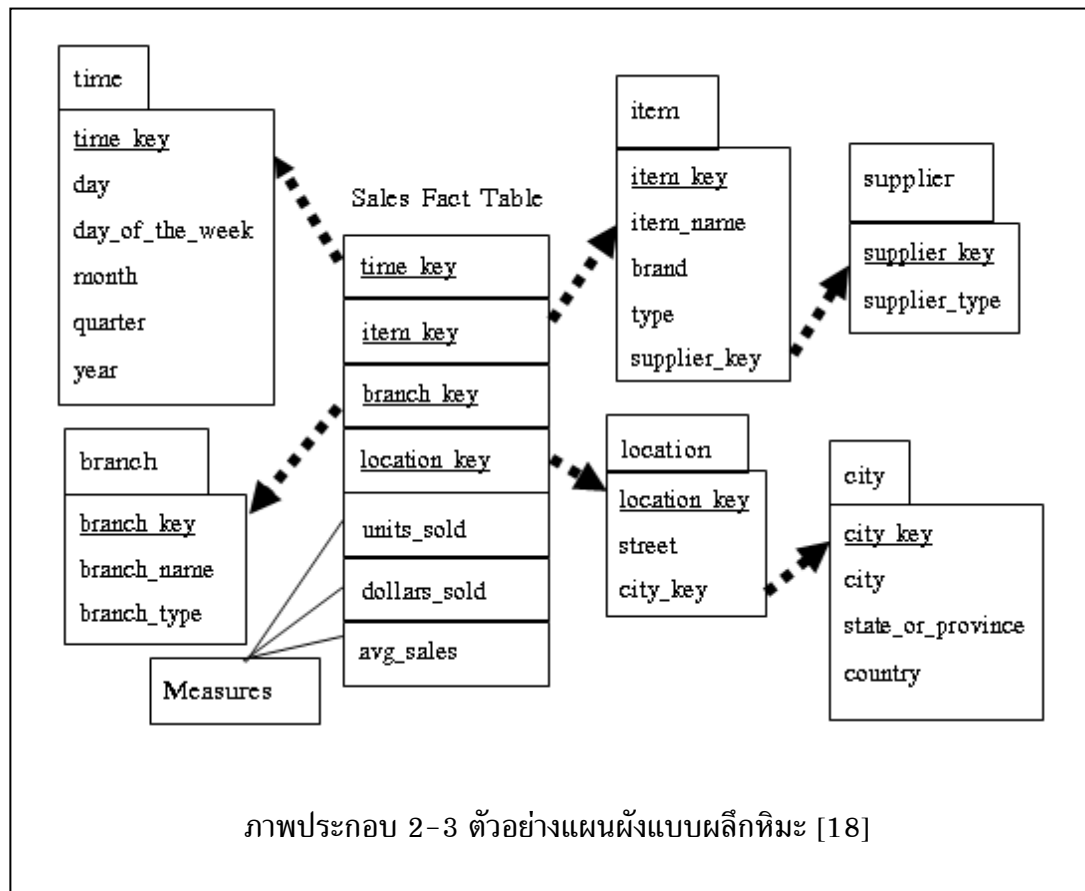 time
time_key
day
day_of_the_week
month
quarter
year
branch
branch_key
branch_name
branch_type
Measures
Sales Fact Table
time_key
item_key
branch_key
location_key
units_sold
dollars_sold
avg_sales
item
item_key
item_name
brand
type
supplier_key
supplier
supplier_key
supplier_type
location
location_key
street
city_key
city
city_key
city
state_or_province
country
ภาพประกอบ 2-3 ตัวอย่างแผนผังแบบผลึกหิมะ [18]